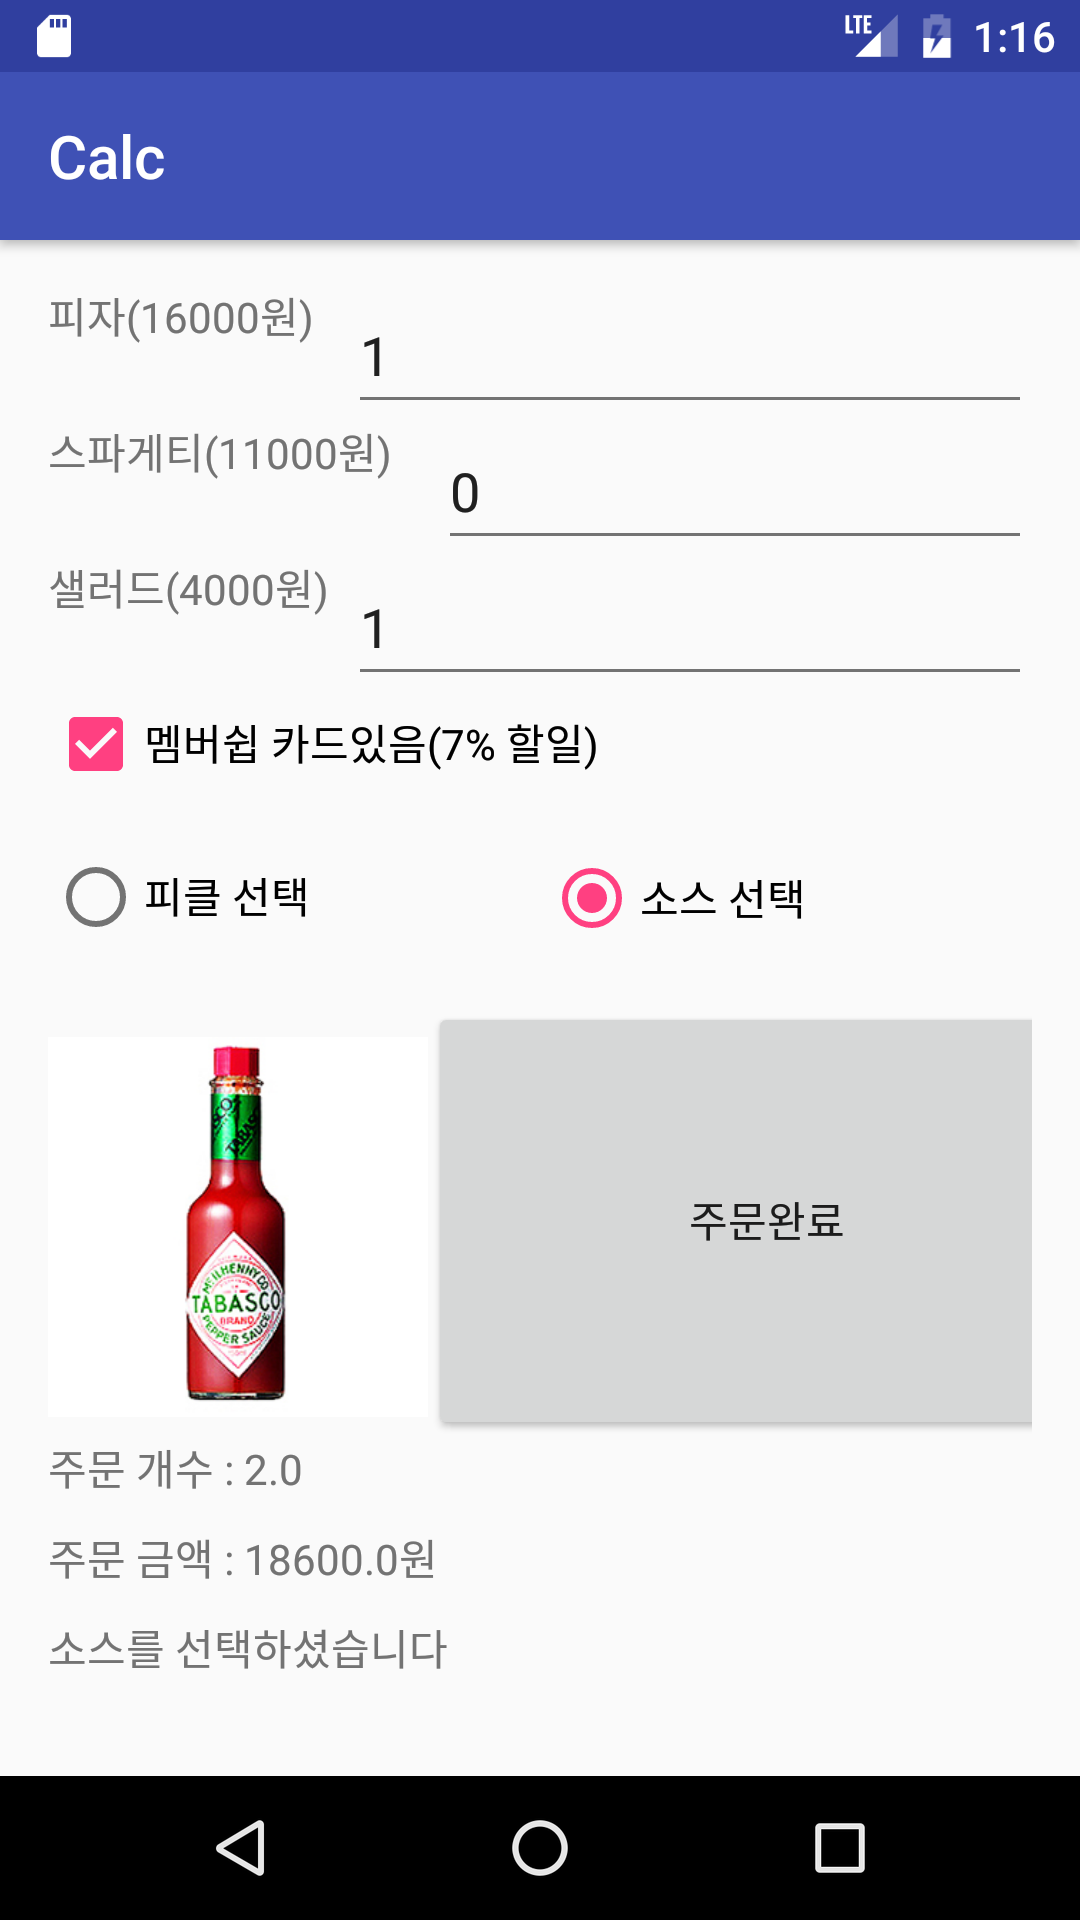 LTE 1:16
Calc
피자(16000원)
1
스파게티(11000원)
0
샐러드(4000원)
1
멤버쉽 카드있음(7% 할일)
피클 선택 소스 선택
TABASCO
McILHENNY CO.
TABASCO
BRAND
PEPPER SAUCE
주문완료
주문 개수 : 2.0
주문 금액 : 18600.0원
소스를 선택하셨습니다